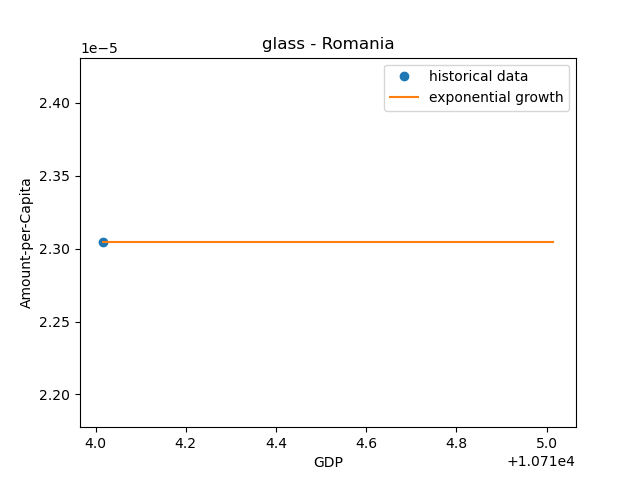 glass - Romania
1e−5
historical data
exponential growth
2.40
2.35
2.30
2.25
2.20
Amount-per-Capita
4.0 4.2 4.4 4.6 4.8 5.0
GDP
+1.071e4